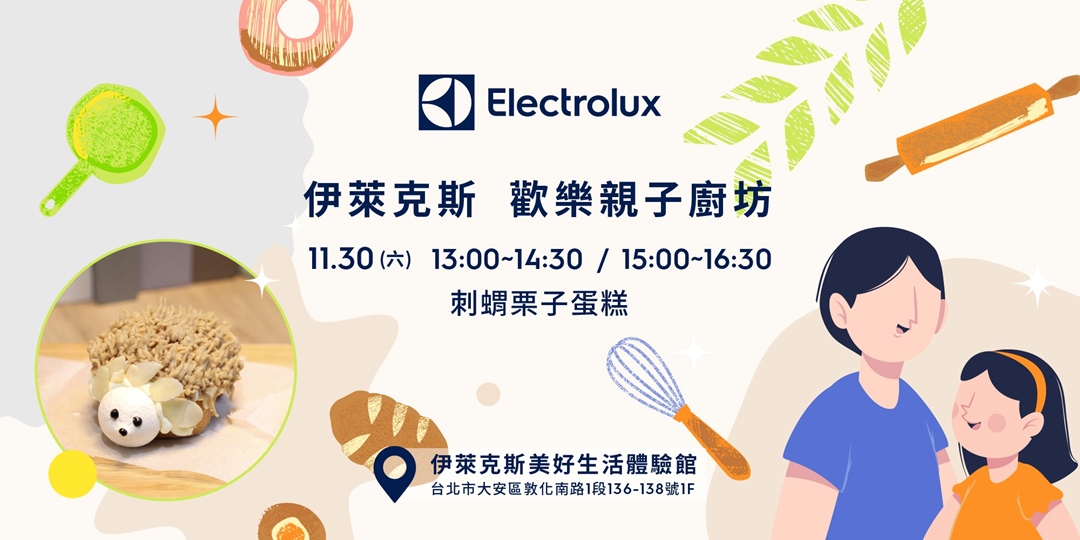 Electrolux
伊萊克斯 歡樂親子廚坊
11.30 (六) 13:00~14:30 / 15:00~16:30
刺蝟栗子蛋糕
伊萊克斯美好生活體驗館
台北市大安區敦化南路1段136-138號1F